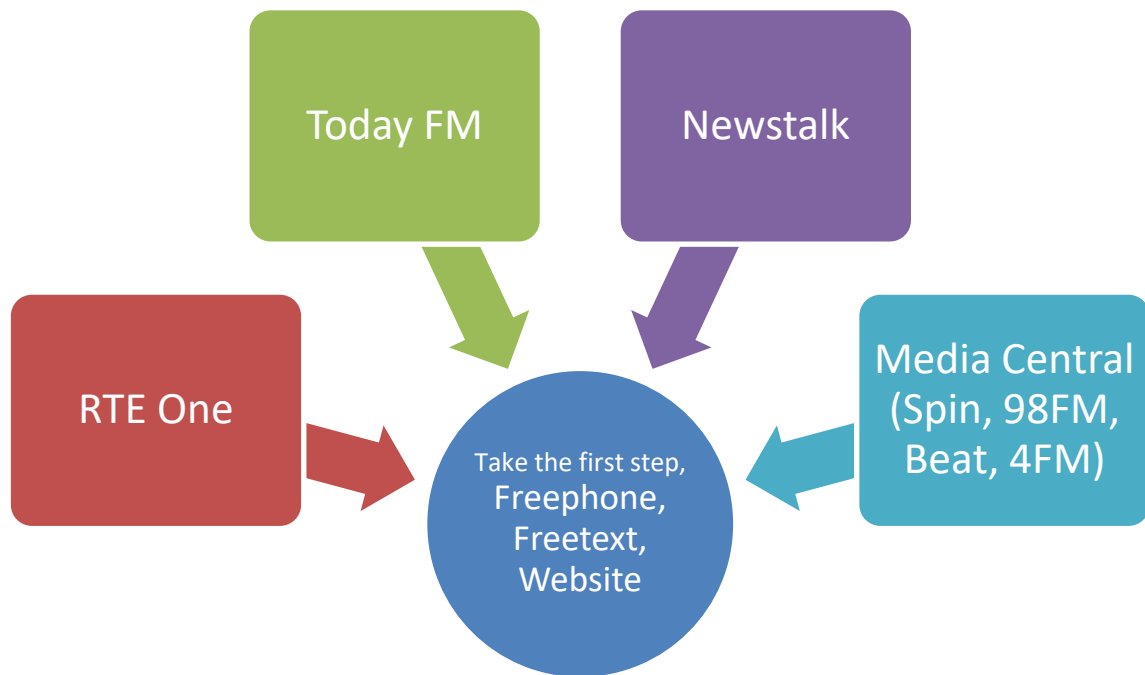 Today FM
Newstalk
RTE One
Media Central
(Spin, 98FM,
Beat, 4FM)
Take the first step,
Freephone,
Freetext,
Website